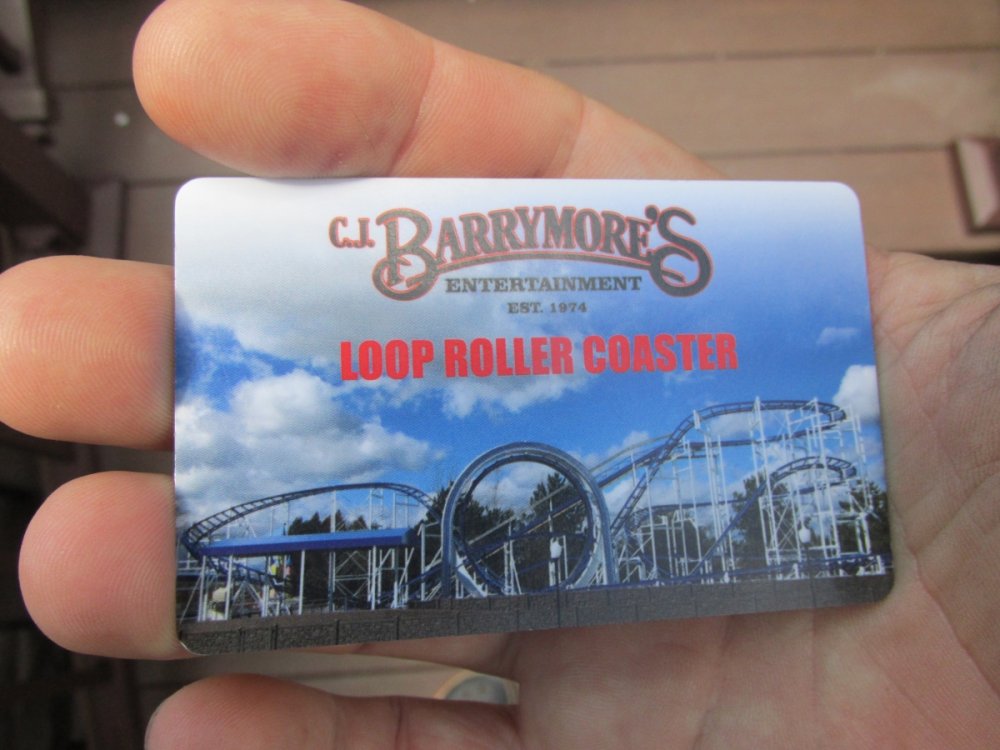 C.J. BARRYMORE'S
ENTERTAINMENT
EST. 1974
LOOP ROLLER COASTER